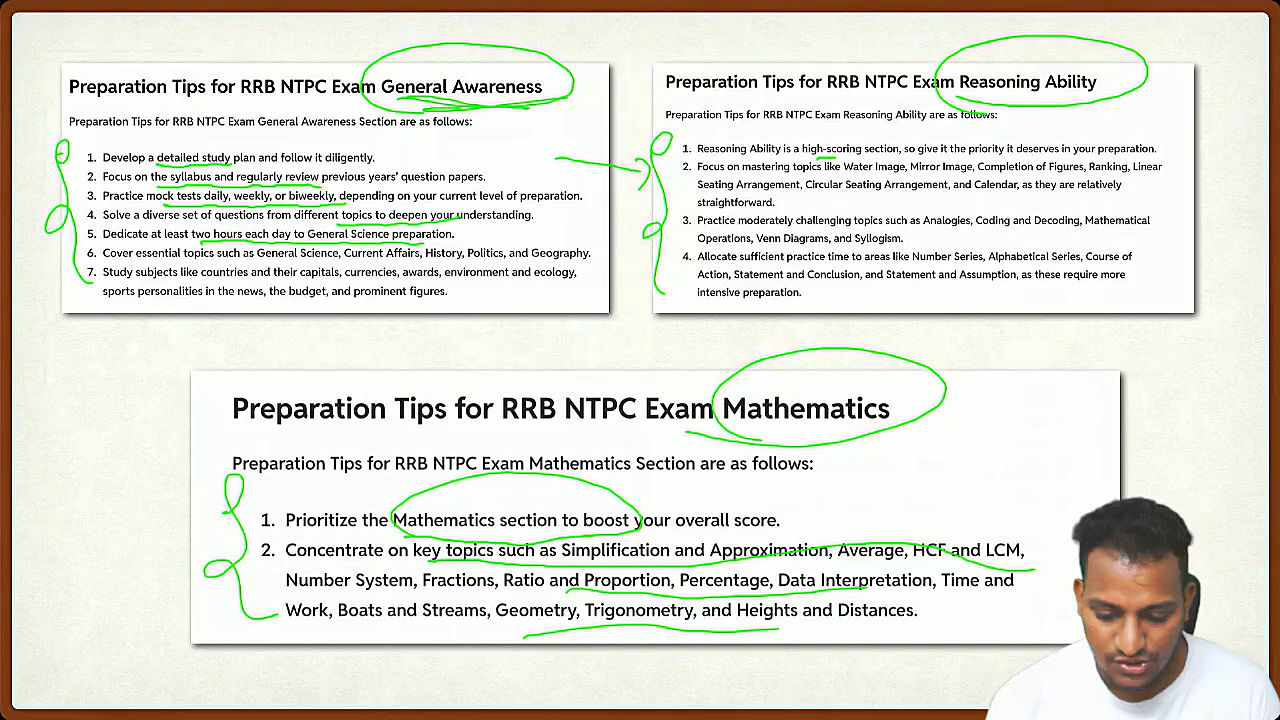 Preparation Tips for RRB NTPC Exam General Awareness
Preparation Tips for RRB NTPC Exam General Awareness Section are as follows:
1. Develop a detailed study plan and follow it diligently.
2. Focus on the syllabus and regularly review previous years' question papers.
3. Practice mock tests daily, weekly, or biweekly, depending on your current level of preparation.
4. Solve a diverse set of questions from different topics to deepen your understanding.
5. Dedicate at least two hours each day to General Science preparation.
6. Cover essential topics such as General Science, Current Affairs, History, Politics, and Geography.
7. Study subjects like countries and their capitals, currencies, awards, environment and ecology,
sports personalities in the news, the budget, and prominent figures.
Preparation Tips for RRB NTPC Exam Reasoning Ability
Preparation Tips for RRB NTPC Exam Reasoning Ability are as follows:
1. Reasoning Ability is a high-scoring section, so give it the priority it deserves in your preparation.
2. Focus on mastering topics like Water Image, Mirror Image, Completion of Figures, Ranking, Linear
Seating Arrangement, Circular Seating Arrangement, and Calendar, as they are relatively
straightforward.
3. Practice moderately challenging topics such as Analogies, Coding and Decoding, Mathematical
Operations, Venn Diagrams, and Syllogism.
4. Allocate sufficient practice time to areas like Number Series, Alphabetical Series, Course of
Action, Statement and Conclusion, and Statement and Assumption, as these require more
intensive preparation.
Preparation Tips for RRB NTPC Exam Mathematics
Preparation Tips for RRB NTPC Exam Mathematics Section are as follows:
1. Prioritize the Mathematics section to boost your overall score.
2. Concentrate on key topics such as Simplification and Approximation, Average, HCF and LCM,
Number System, Fractions, Ratio and Proportion, Percentage, Data Interpretation, Time and
Work, Boats and Streams, Geometry, Trigonometry, and Heights and Distances.